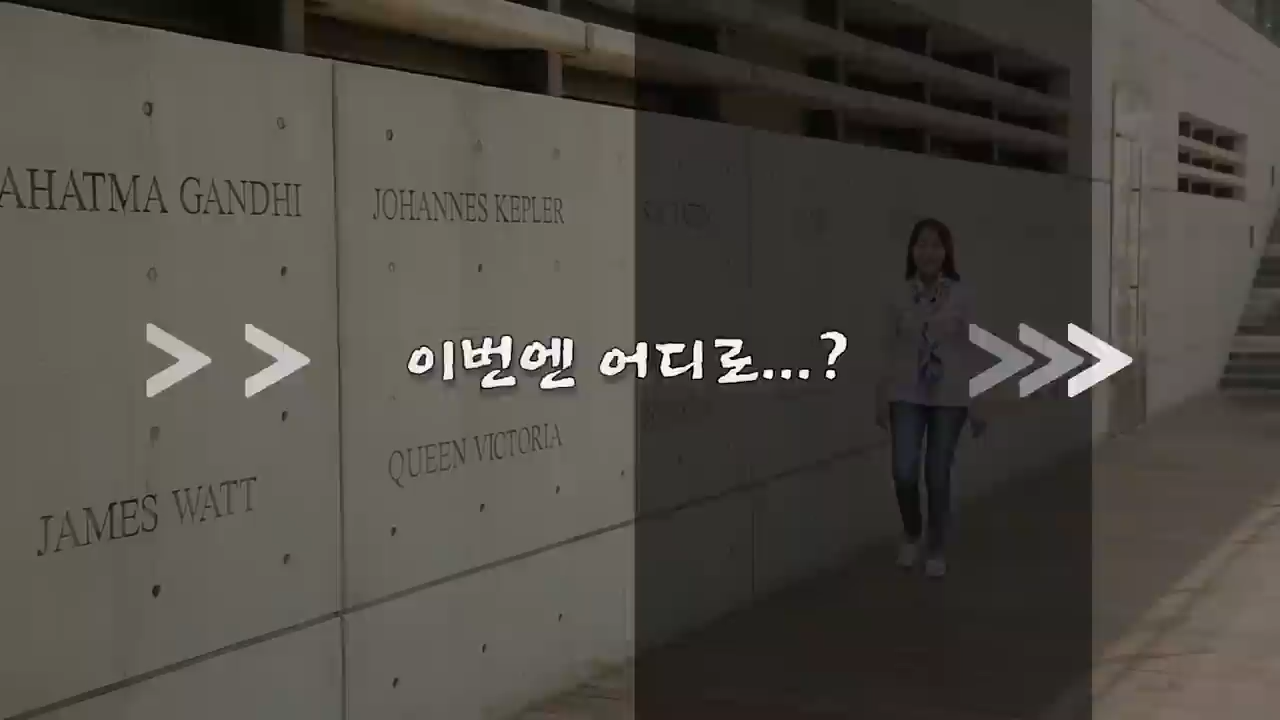 AHATMA GANDHI
JOHANNES KEPLER
이번엔 어디로...?
QUEEN VICTORIA
JAMES WATT